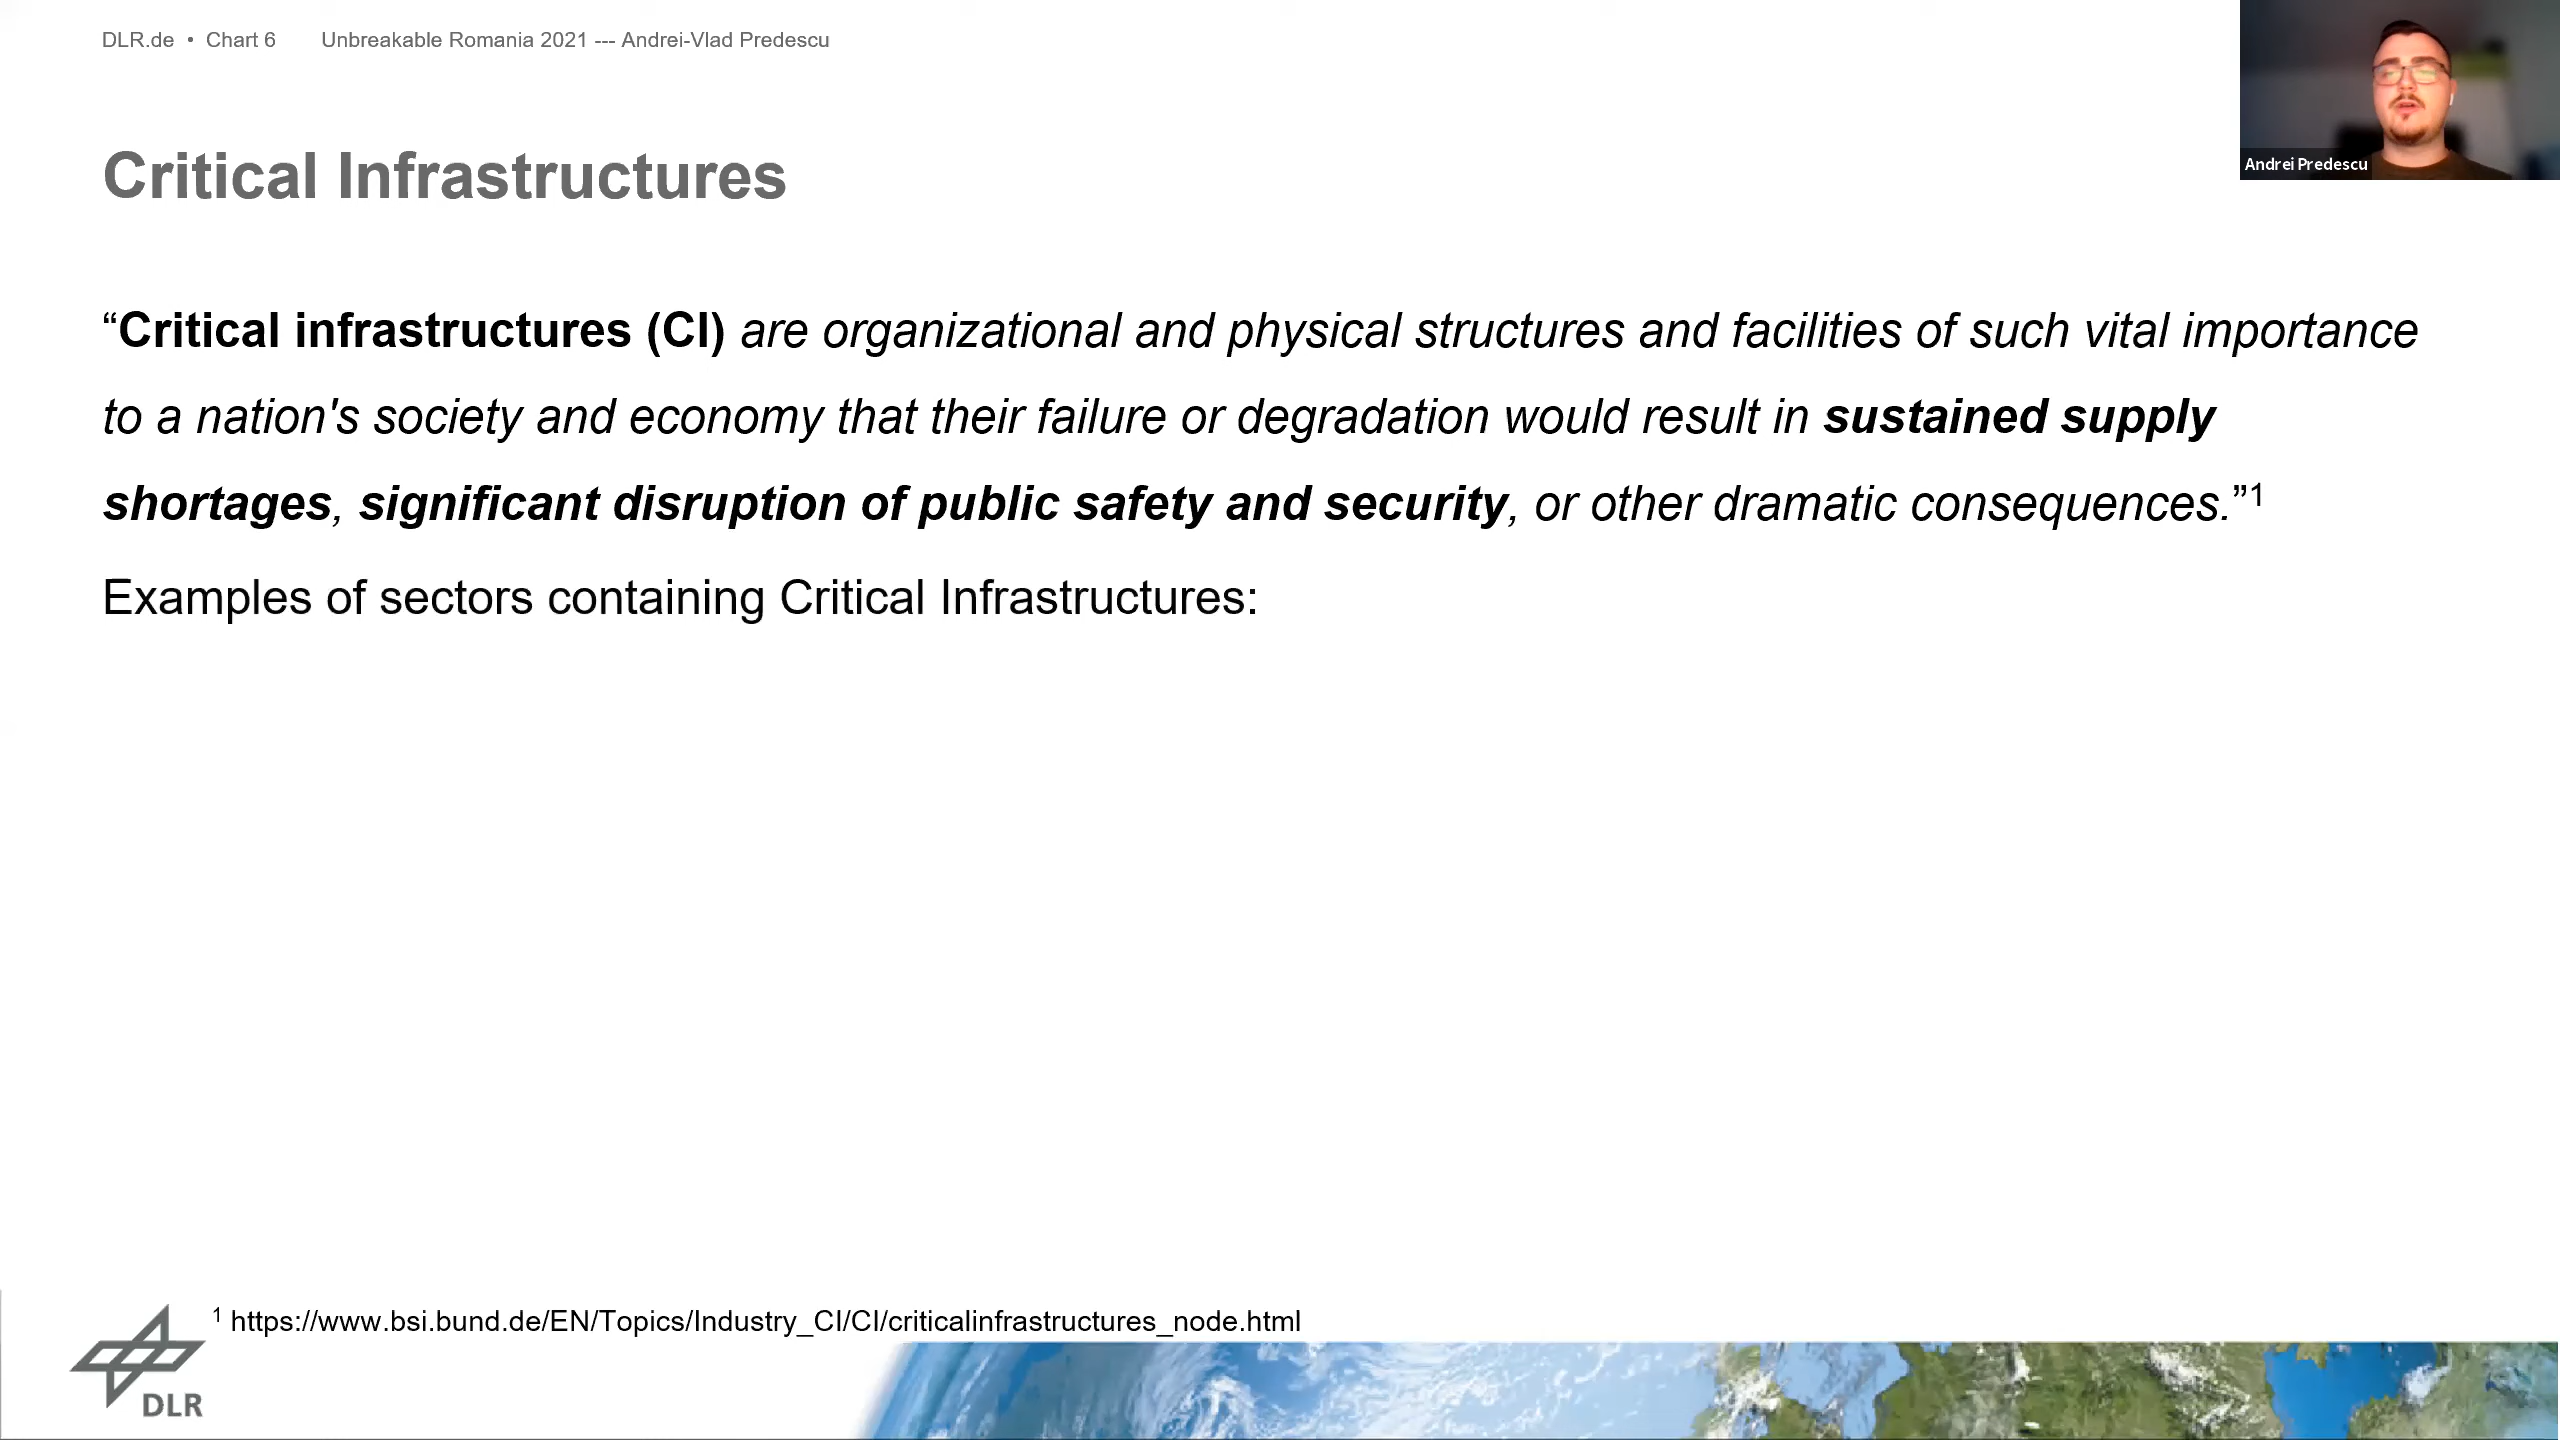 DLR.de • Chart 6 Unbreakable Romania 2021 --- Andrei-Vlad Predescu
Andrei Predescu
Critical Infrastructures
“Critical infrastructures (CI) are organizational and physical structures and facilities of such vital importance
to a nation's society and economy that their failure or degradation would result in sustained supply
shortages, significant disruption of public safety and security, or other dramatic consequences.”1
Examples of sectors containing Critical Infrastructures:
1 https://www.bsi.bund.de/EN/Topics/Industry_CI/CI/criticalinfrastructures_node.html
DLR